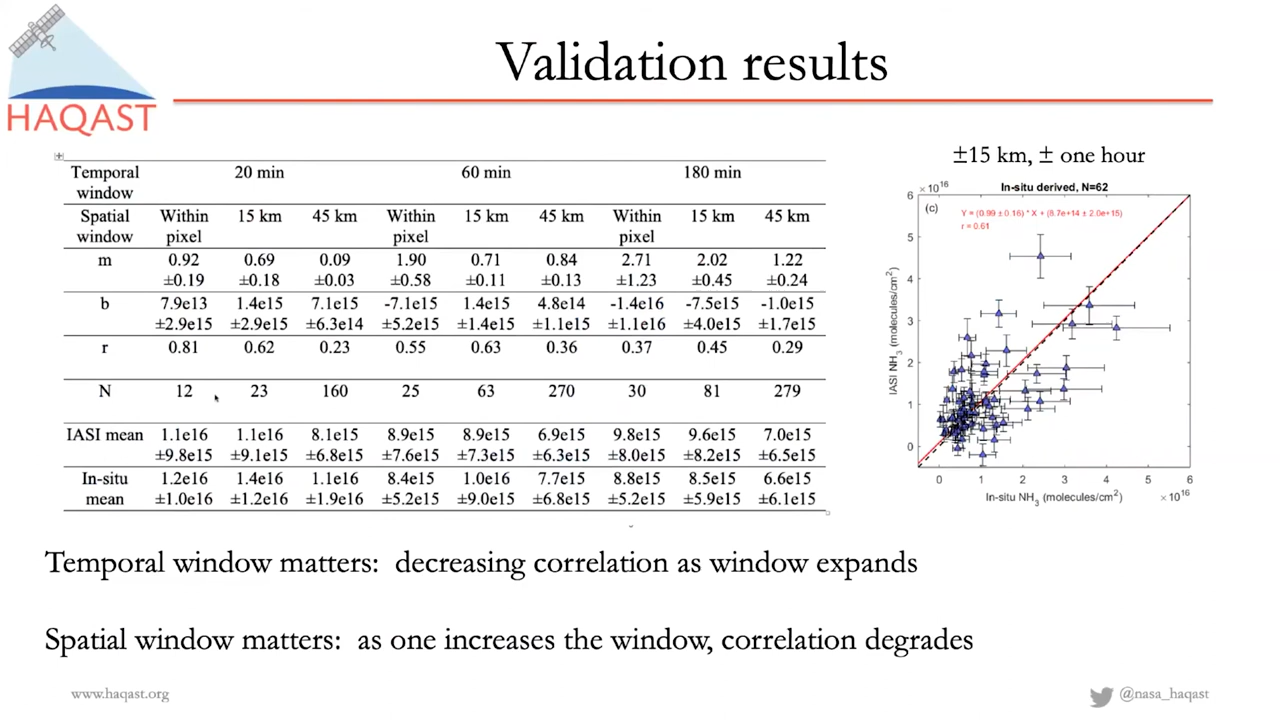 HAQAST
Validation results
Temporal window 20 min 60 min 180 min
Spatial window Within pixel 15 km 45 km Within pixel 15 km 45 km Within pixel 15 km 45 km
m 0.92 0.69 0.09 1.90 0.71 0.84 2.71 2.02 1.22
±0.19 ±0.18 ±0.03 ±0.58 ±0.11 ±0.13 ±1.23 ±0.45 ±0.24
b 7.9e13 1.4e15 7.1e15 -7.1e15 1.4e15 4.8e14 -1.4e16 -7.5e15 -1.0e15
±2.9e15 ±2.9e15 ±6.3e14 ±5.2e15 ±1.4e15 ±1.1e15 ±1.1e16 ±4.0e15 ±1.7e15
r 0.81 0.62 0.23 0.55 0.63 0.36 0.37 0.45 0.29
N 12 23 160 25 63 270 30 81 279
IASI mean 1.1e16 1.1e16 8.1e15 8.9e15 8.9e15 6.9e15 9.8e15 9.6e15 7.0e15
±9.8e15 ±9.1e15 ±6.8e15 ±7.6e15 ±7.3e15 ±6.3e15 ±8.0e15 ±8.2e15 ±6.5e15
In-situ mean 1.2e16 1.4e16 1.1e16 8.4e15 1.0e16 7.7e15 8.8e15 8.5e15 6.6e15
±1.0e16 ±1.2e16 ±1.9e16 ±5.2e15 ±9.0e15 ±6.8e15 ±5.2e15 ±5.9e15 ±6.1e15
±15 km, ± one hour
× 10^16
In-situ derived, N=62
(c)
Y = (0.99 ± 0.16) * X + (8.7e+14 ± 2.0e+15)
r = 0.61
6
5
4
3
2
1
0
IASI NH3 (molecules/cm²)
0 1 2 3 4 5 6
In-situ NH3 (molecules/cm²)
× 10^16
Temporal window matters: decreasing correlation as window expands
Spatial window matters: as one increases the window, correlation degrades
www.haqast.org
@nasa_haqast